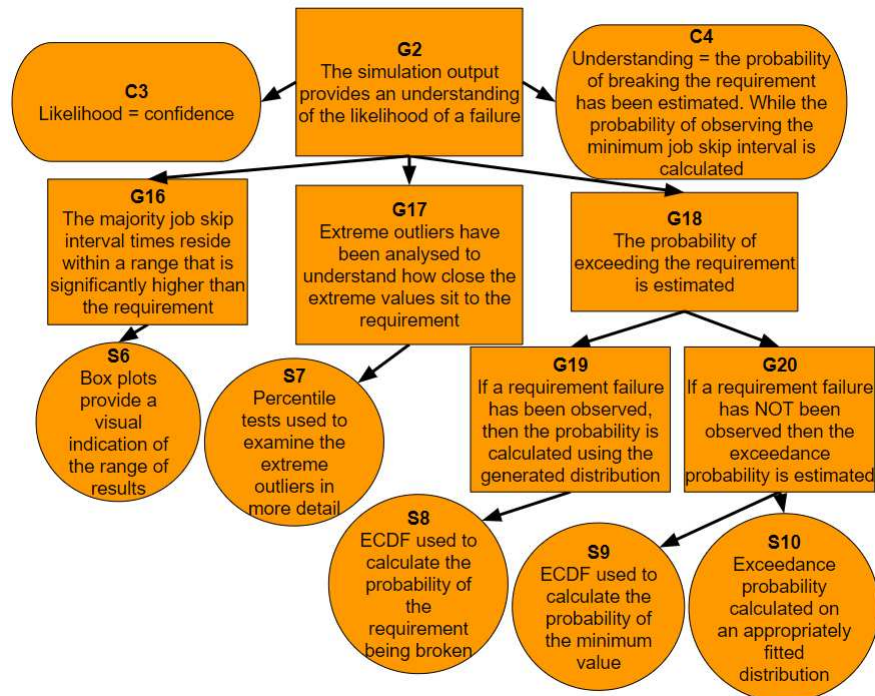 G2
The simulation output
provides an understanding
of the likelihood of a failure
C3
Likelihood = confidence
C4
Understanding = the probability
of breaking the requirement
has been estimated. While the
probability of observing the
minimum job skip interval is
calculated
G16
The majority job skip
interval times reside
within a range that is
significantly higher than
the requirement
G17
Extreme outliers have
been analysed to
understand how close the
extreme values sit to the
requirement
G18
The probability of
exceeding the requirement
is estimated
S6
Box plots
provide a
visual
indication of
the range of
results
S7
Percentile
tests used to
examine the
extreme
outliers in
more detail
G19
If a requirement failure
has been observed,
then the probability is
calculated using the
generated distribution
G20
If a requirement failure
has NOT been
observed then the
exceedance
probability is estimated
S8
ECDF used to
calculate the
probability of
the
requirement
being broken
S9
ECDF used to
calculate the
probability of
the minimum
value
S10
Exceedance
probability
calculated on
an appropriately
fitted
distribution